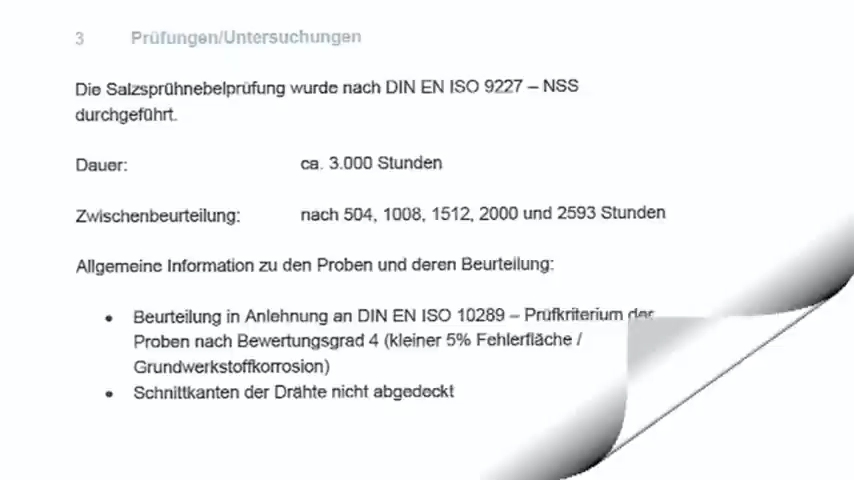 3 Prüfungen/Untersuchungen
Die Salzsprühnebelprüfung wurde nach DIN EN ISO 9227 – NSS
durchgeführt.
Dauer: ca. 3.000 Stunden
Zwischenbeurteilung: nach 504, 1008, 1512, 2000 und 2593 Stunden
Allgemeine Information zu den Proben und deren Beurteilung:
• Beurteilung in Anlehnung an DIN EN ISO 10289 – Prüfkriterium der
Proben nach Bewertungsgrad 4 (kleiner 5% Fehlerfläche /
Grundwerkstoffkorrosion)
• Schnittkanten der Drähte nicht abgedeckt